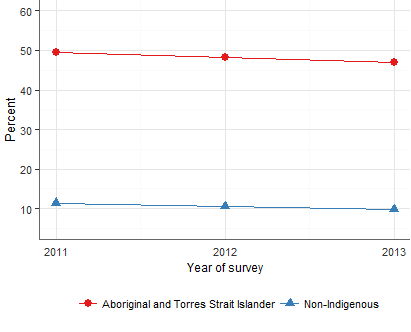 60
50
40
30
20
10
Percent
2011 2012 2013
Year of survey
Aboriginal and Torres Strait Islander Non-Indigenous